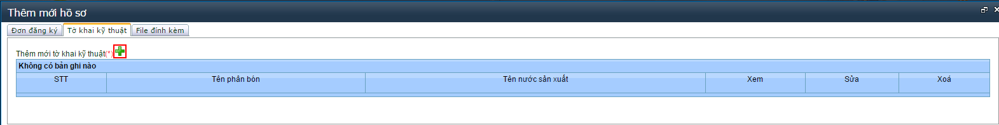 Thêm mới hồ sơ
Đơn đăng ký Tờ khai kỹ thuật File đính kèm
Thêm mới tờ khai kỹ thuật(*)
Không có bản ghi nào
STT Tên phân bón Tên nước sản xuất Xem Sửa Xoá